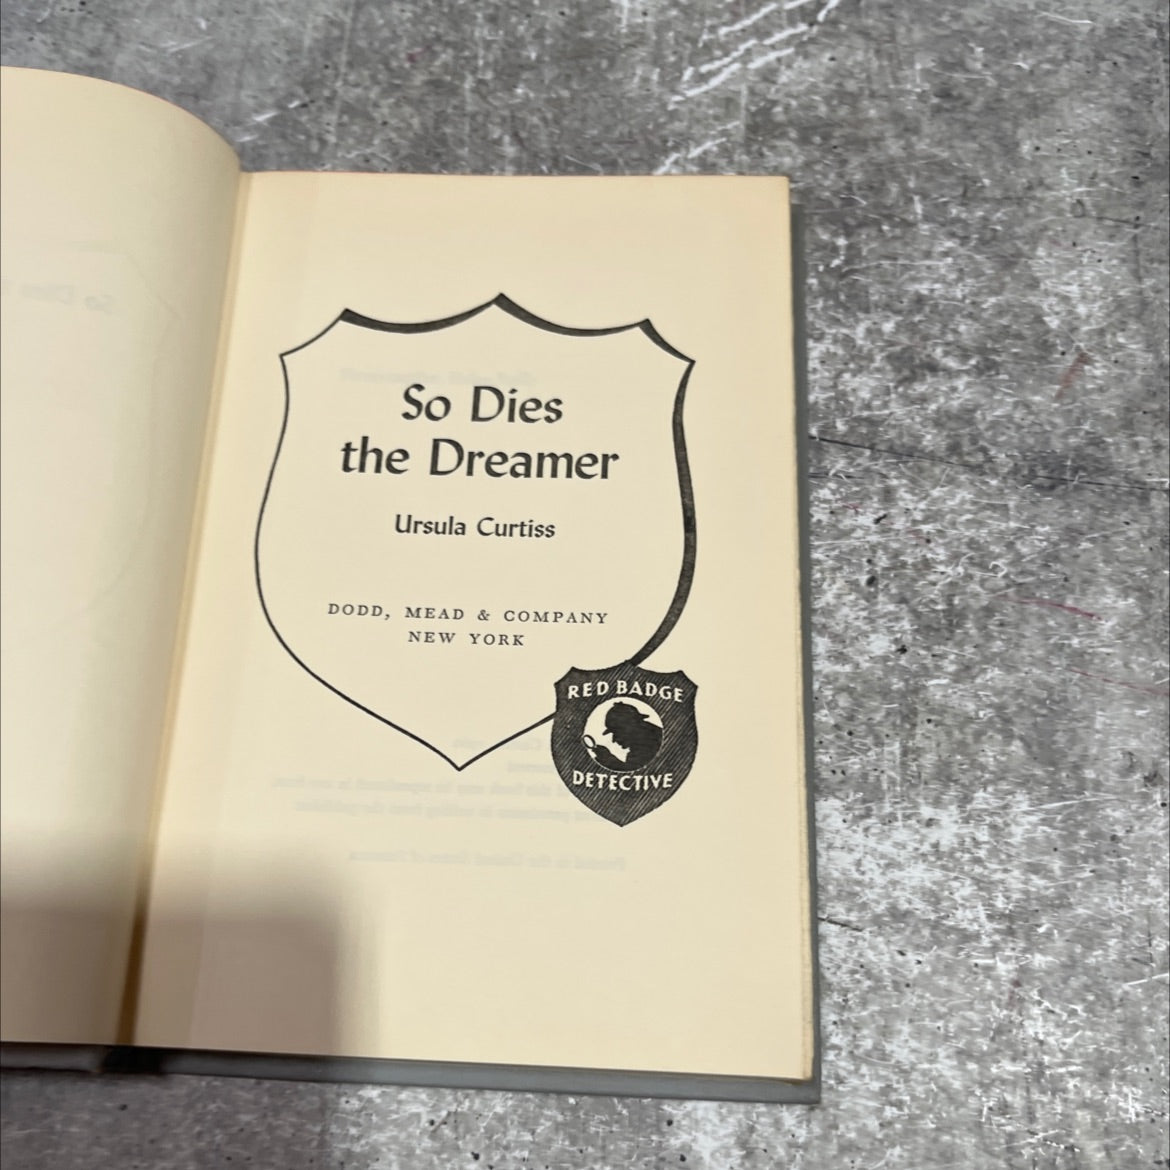 So Dies
the Dreamer
Ursula Curtiss
DODD, MEAD & COMPANY
NEW YORK
RED BADGE
DETECTIVE